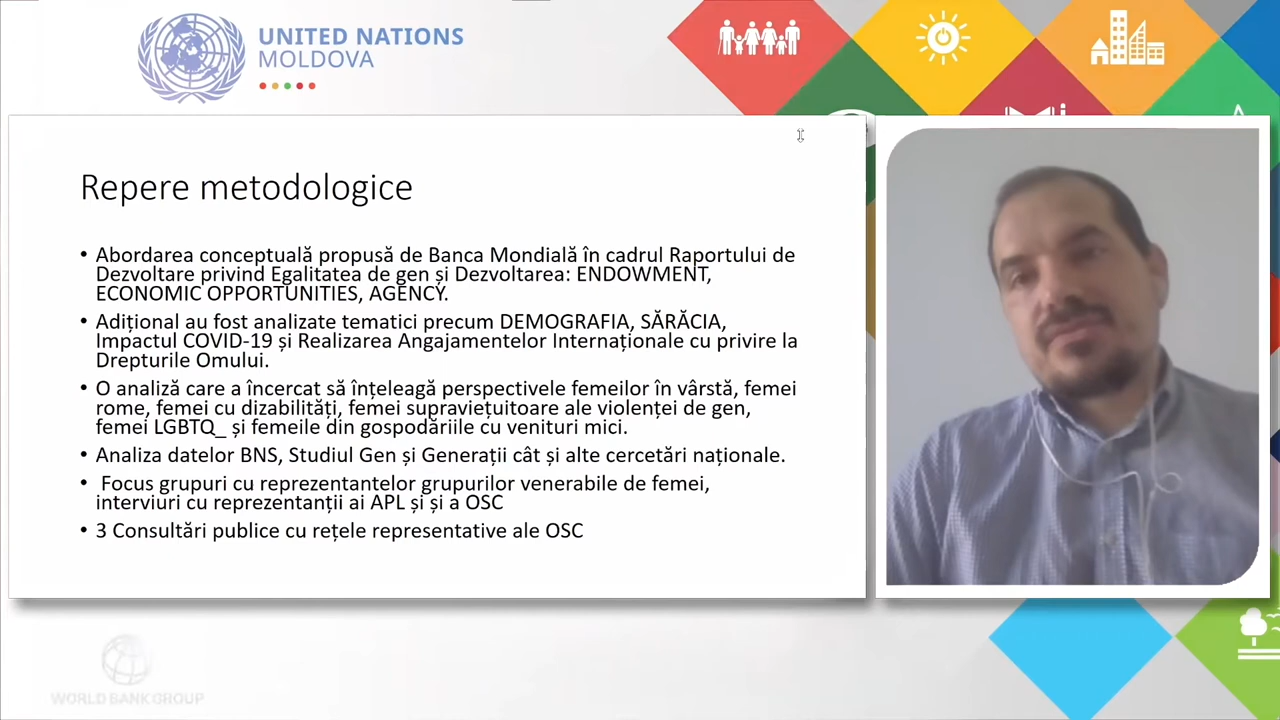 UNITED NATIONS
MOLDOVA
Repere metodologice
• Abordarea conceptuală propusă de Banca Mondială în cadrul Raportului de
Dezvoltare privind Egalitatea de gen și Dezvoltarea: ENDOWMENT,
ECONOMIC OPPORTUNITIES, AGENCY.
• Adițional au fost analizate tematici precum DEMOGRAFIA, SĂRĂCIA,
Impactul COVID-19 și Realizarea Angajamentelor Internaționale cu privire la
Drepturile Omului.
• O analiză care a încercat să înțeleagă perspectivele femeilor în vârstă, femei
rome, femei cu dizabilități, femei supraviețuitoare ale violenței de gen,
femei LGBTQ_ și femeile din gospodăriile cu venituri mici.
• Analiza datelor BNS, Studiul Gen și Generații cât și alte cercetări naționale.
• Focus grupuri cu reprezentantelor grupurilor venerabile de femei,
interviuri cu reprezentanții ai APL și și a OSC
• 3 Consultări publice cu rețele representative ale OSC
WORLD BANK GROUP